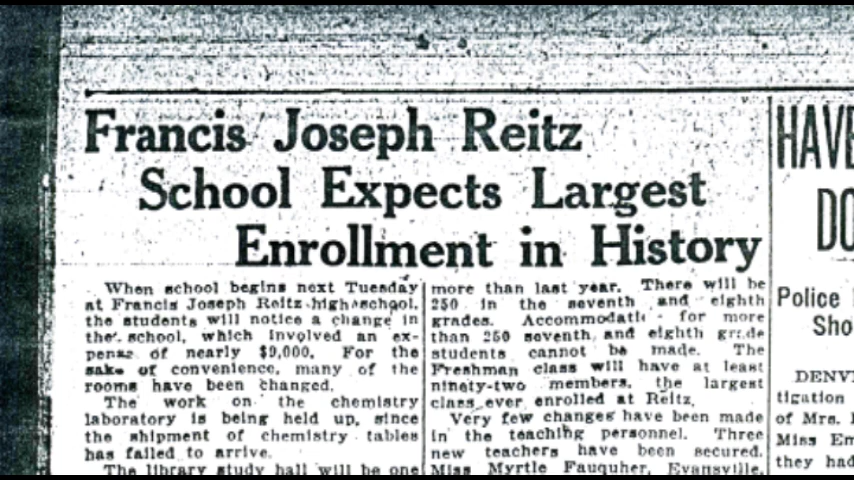 Francis Joseph Reitz
School Expects Largest
Enrollment in History
When school begins next Tuesday
at Francis Joseph Reitz high school,
the students will notice a change in
the school, which involved an ex-
pense of nearly $9,000. For the
sake of convenience, many of the
rooms have been changed.
The work on the chemistry
laboratory is being held up, since
the shipment of chemistry tables
has failed to arrive.
The library study hall will be one
more than last year. There will be
250 in the seventh and eighth
grades. Accommodati for more
than 250 seventh and eighth grade
students cannot be made. The
Freshman class will have at least
ninety-two members, the largest
class ever enrolled at Reitz.
Very few changes have been made
in the teaching personnel. Three
new teachers have been secured.
Miss Myrtle Fauquher, Evansville,
HAVE
DO
Police
Sho
DENV
tigation
of Mrs.
Miss Em
they had